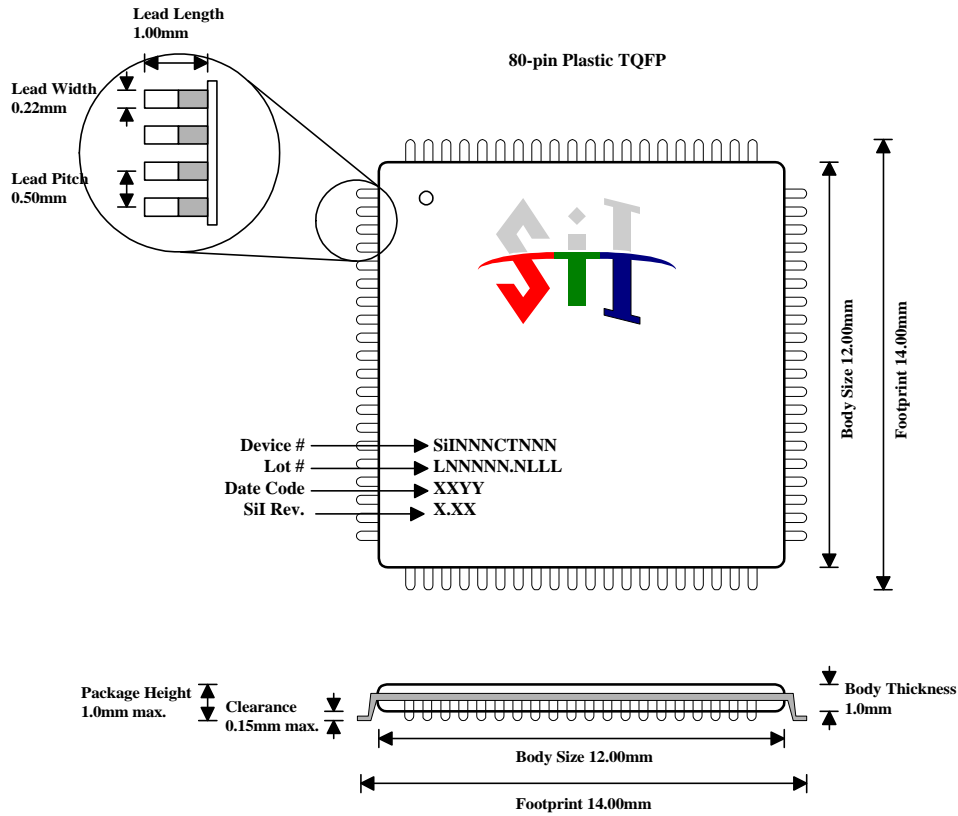 Lead Length
1.00mm
80-pin Plastic TQFP
Lead Width
0.22mm
Lead Pitch
0.50mm
SiI
Body Size 12.00mm
Footprint 14.00mm
Device #
SiINNNCTNNN
Lot #
LNNNNN.NLLL
Date Code
XXYY
SiI Rev.
X.XX
Package Height
1.0mm max.
Clearance
0.15mm max.
Body Thickness
1.0mm
Body Size 12.00mm
Footprint 14.00mm